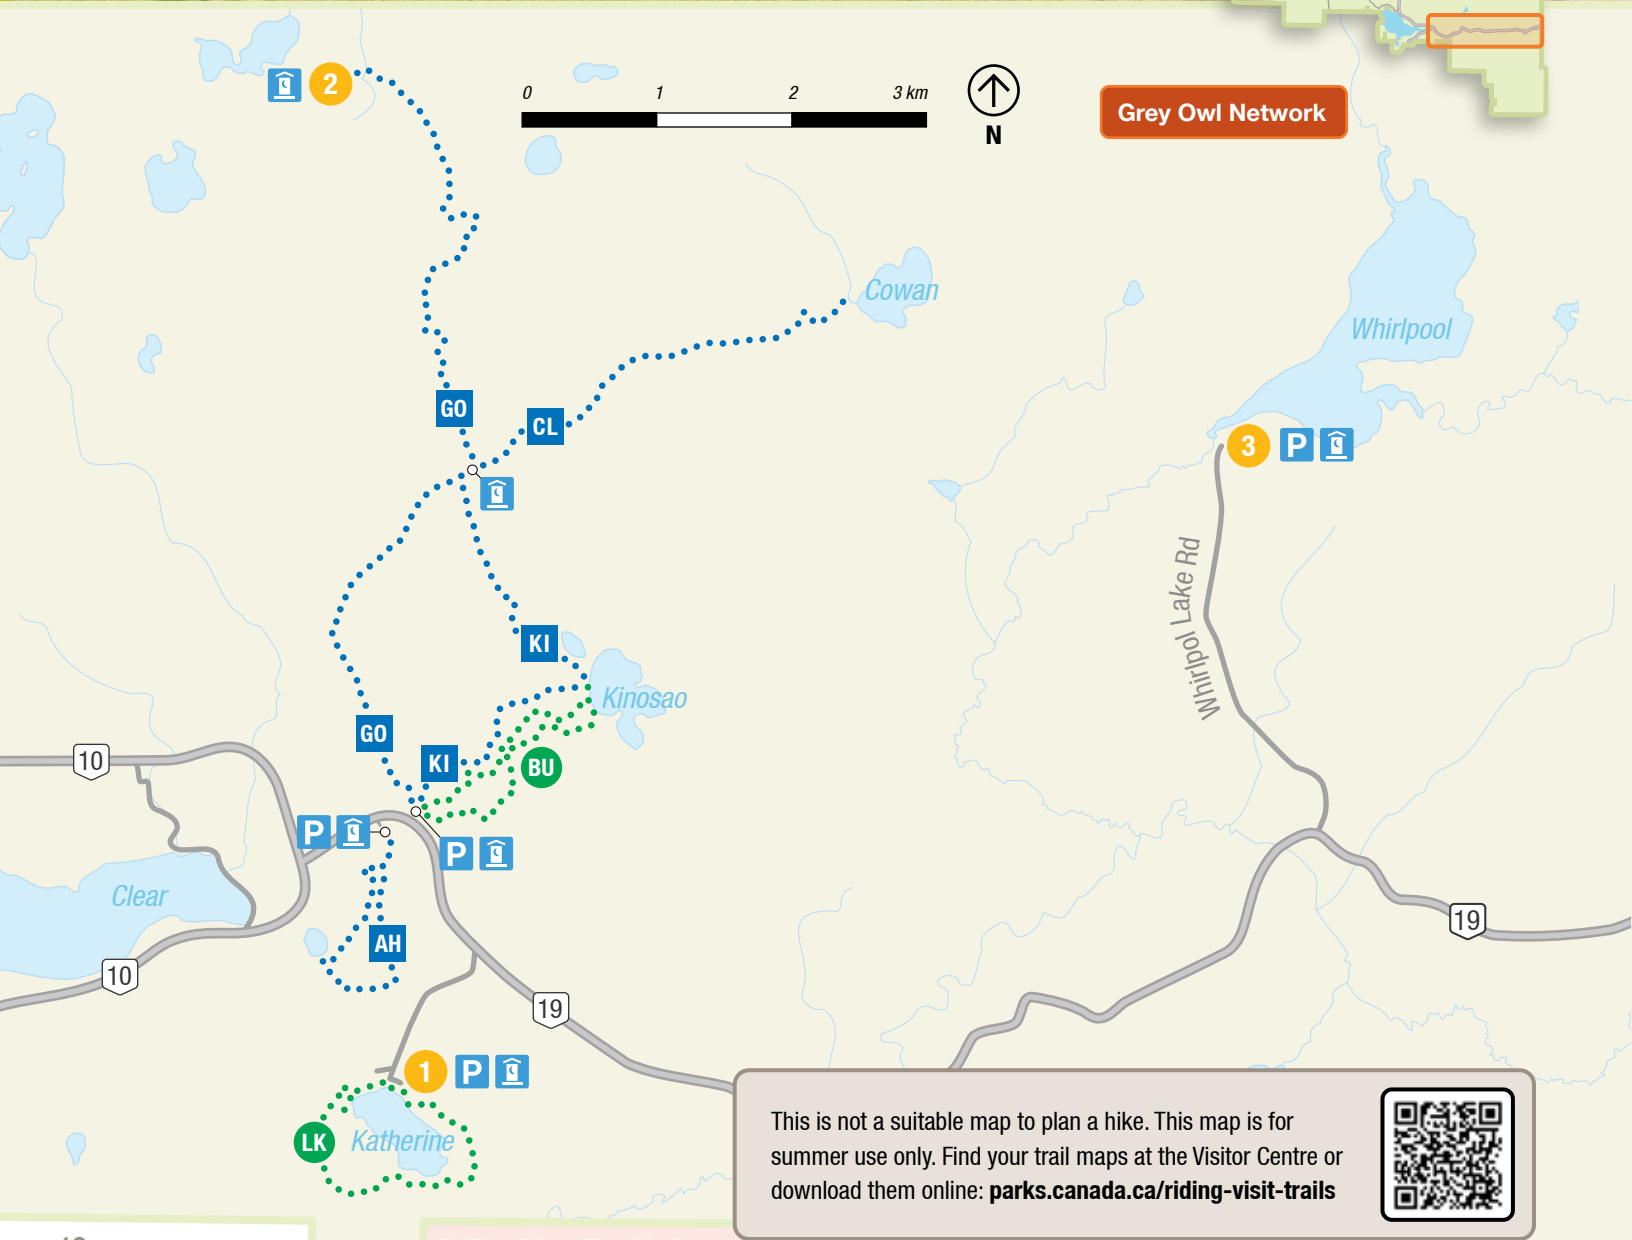 2
0 1 2 3 km
N
Grey Owl Network
Cowan
Whirlpool
GO
CL
3 P
Whirlpool Lake Rd
KI
Kinosao
GO
KI
BU
10
P
P
Clear
AH
19
10
19
1 P
LK
Katherine
This is not a suitable map to plan a hike. This map is for
summer use only. Find your trail maps at the Visitor Centre or
download them online: parks.canada.ca/riding-visit-trails